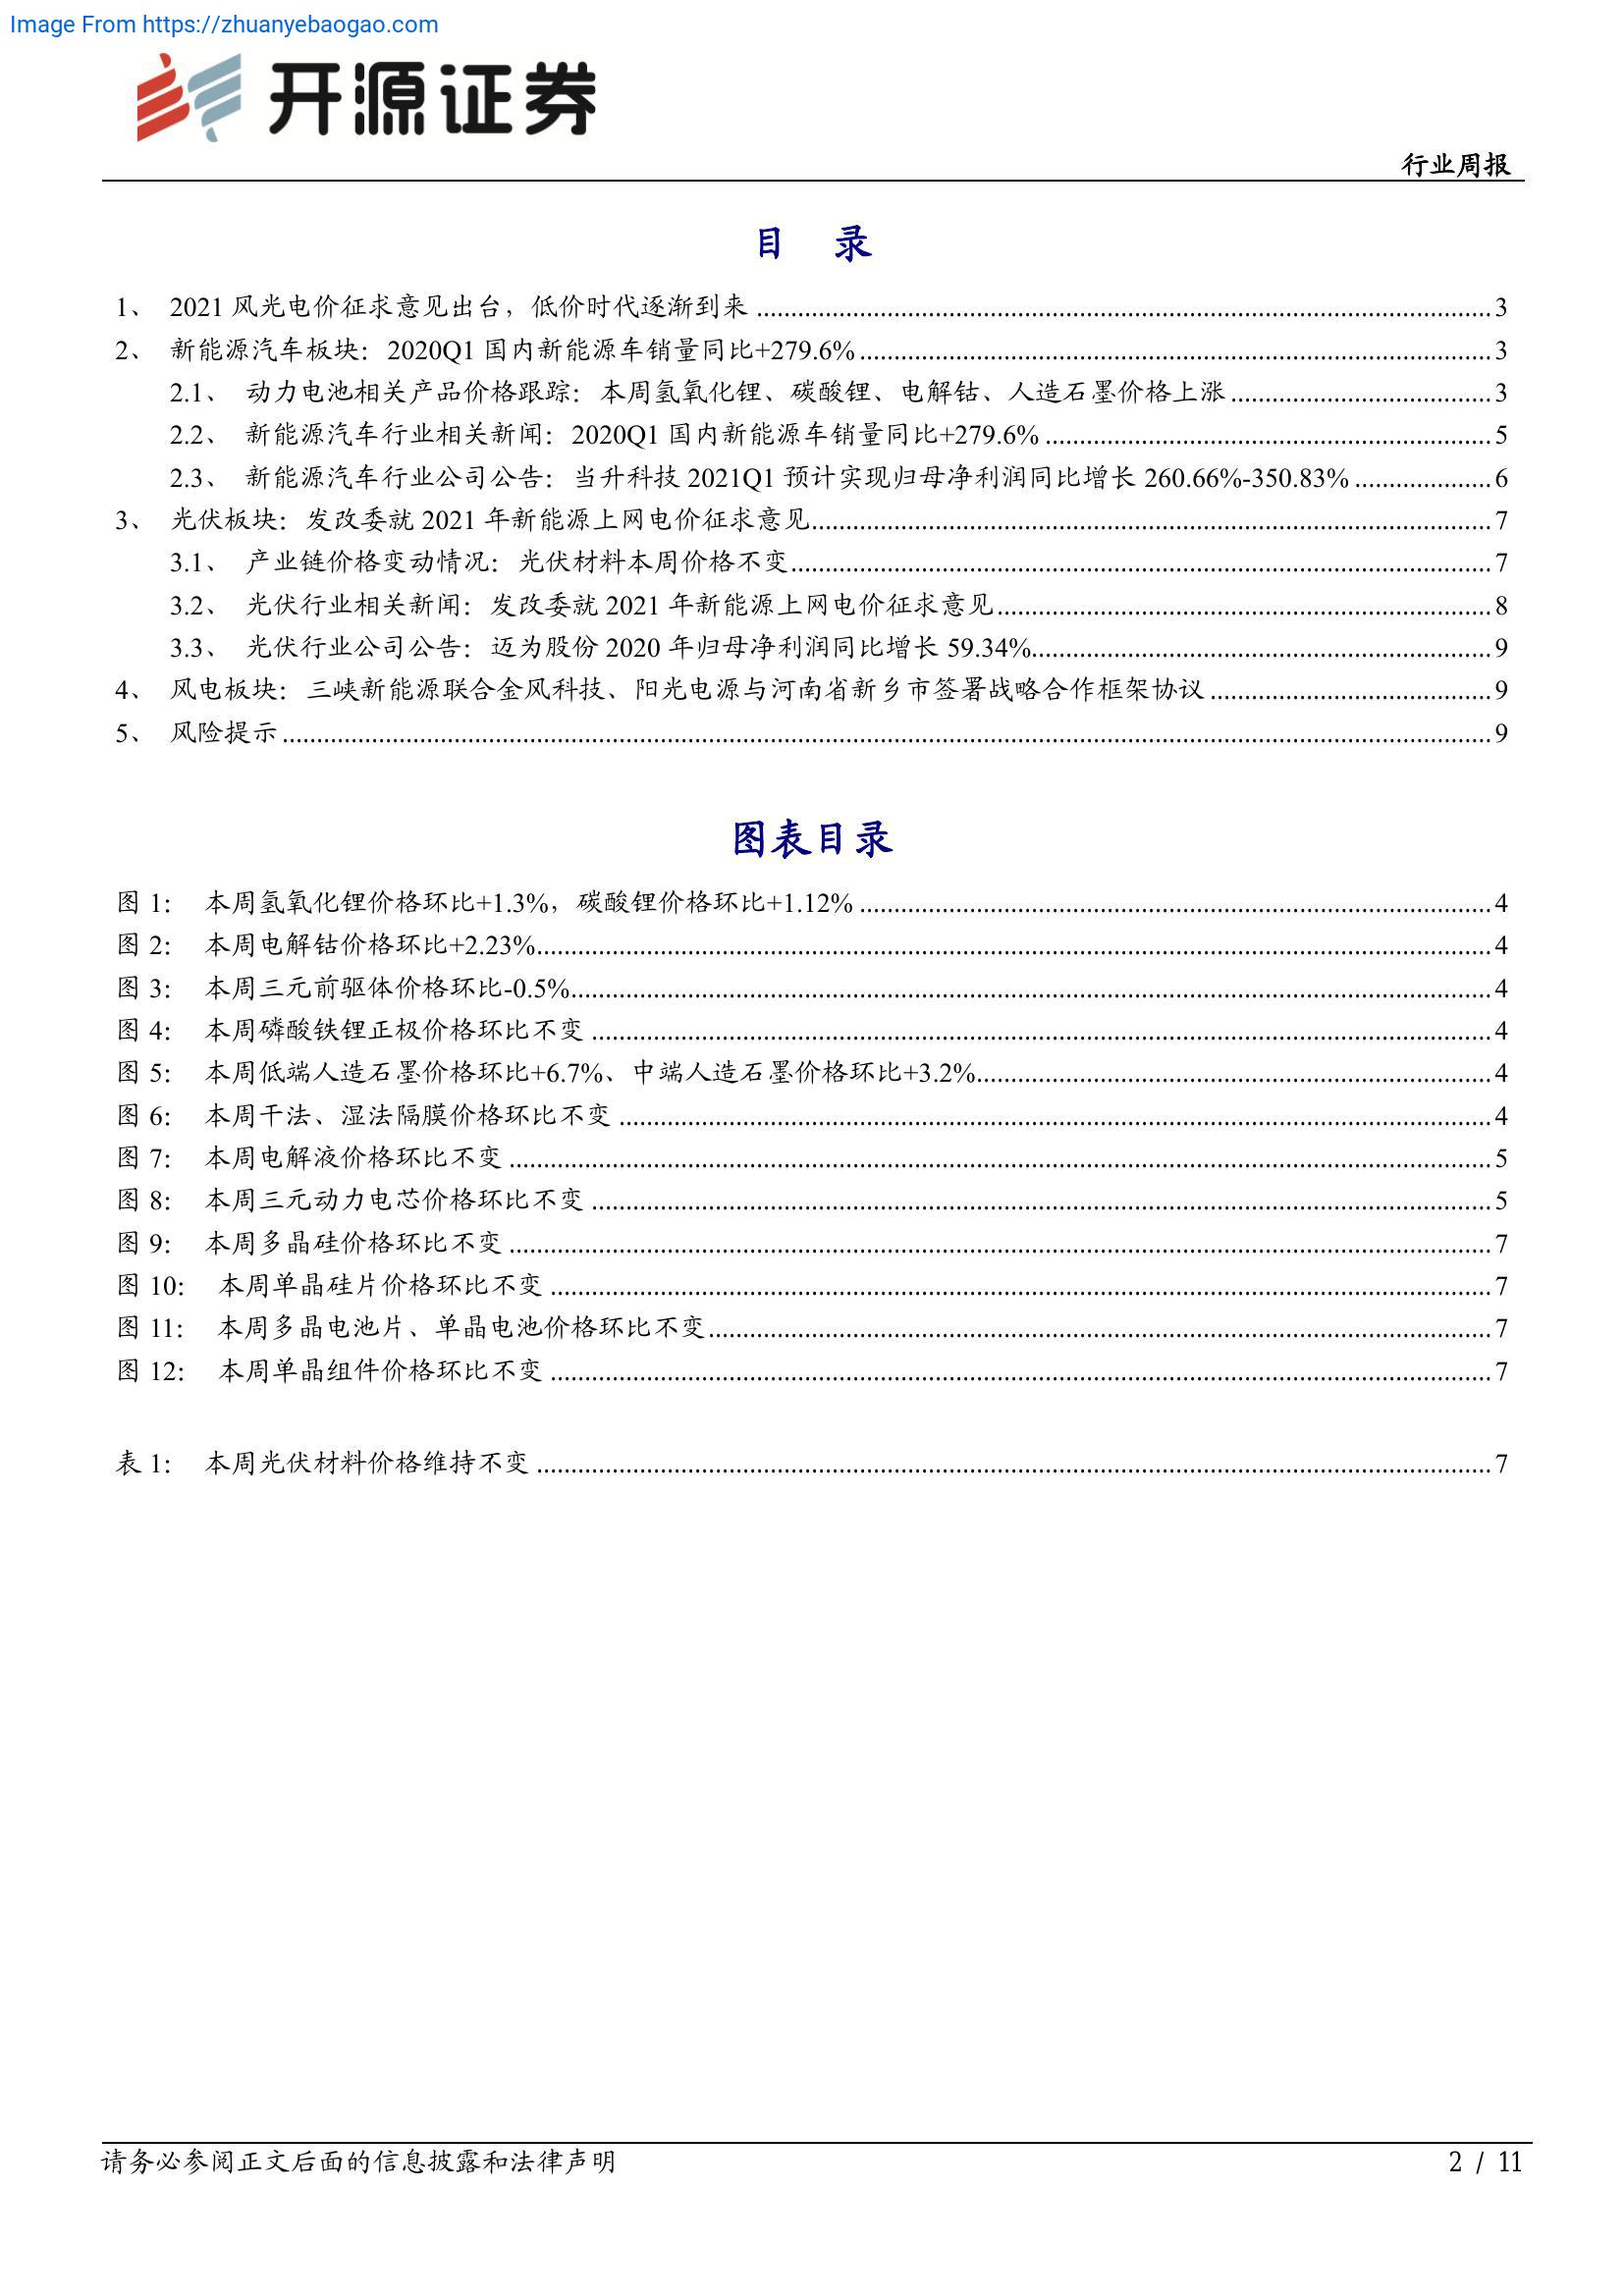 Image From https://zhuanyebaogao.com
开源证券
行业周报
目 录
1、 2021 风光电价征求意见出台，低价时代逐渐到来 3
2、 新能源汽车板块：2020Q1 国内新能源车销量同比+279.6% 3
2.1、 动力电池相关产品价格跟踪：本周氢氧化锂、碳酸锂、电解钴、人造石墨价格上涨 3
2.2、 新能源汽车行业相关新闻：2020Q1 国内新能源车销量同比+279.6% 5
2.3、 新能源汽车行业公司公告：当升科技 2021Q1 预计实现归母净利润同比增长 260.66%-350.83% 6
3、 光伏板块：发改委就 2021 年新能源上网电价征求意见 7
3.1、 产业链价格变动情况：光伏材料本周价格不变 7
3.2、 光伏行业相关新闻：发改委就 2021 年新能源上网电价征求意见 8
3.3、 光伏行业公司公告：迈为股份 2020 年归母净利润同比增长 59.34% 9
4、 风电板块：三峡新能源联合金风科技、阳光电源与河南省新乡市签署战略合作框架协议 9
5、 风险提示 9
图表目录
图 1： 本周氢氧化锂价格环比+1.3%，碳酸锂价格环比+1.12% 4
图 2： 本周电解钴价格环比+2.23% 4
图 3： 本周三元前驱体价格环比-0.5% 4
图 4： 本周磷酸铁锂正极价格环比不变 4
图 5： 本周低端人造石墨价格环比+6.7%、中端人造石墨价格环比+3.2% 4
图 6： 本周干法、湿法隔膜价格环比不变 4
图 7： 本周电解液价格环比不变 5
图 8： 本周三元动力电芯价格环比不变 5
图 9： 本周多晶硅价格环比不变 7
图 10： 本周单晶硅片价格环比不变 7
图 11： 本周多晶电池片、单晶电池价格环比不变 7
图 12： 本周单晶组件价格环比不变 7
表 1： 本周光伏材料价格维持不变 7
请务必参阅正文后面的信息披露和法律声明
2 / 11